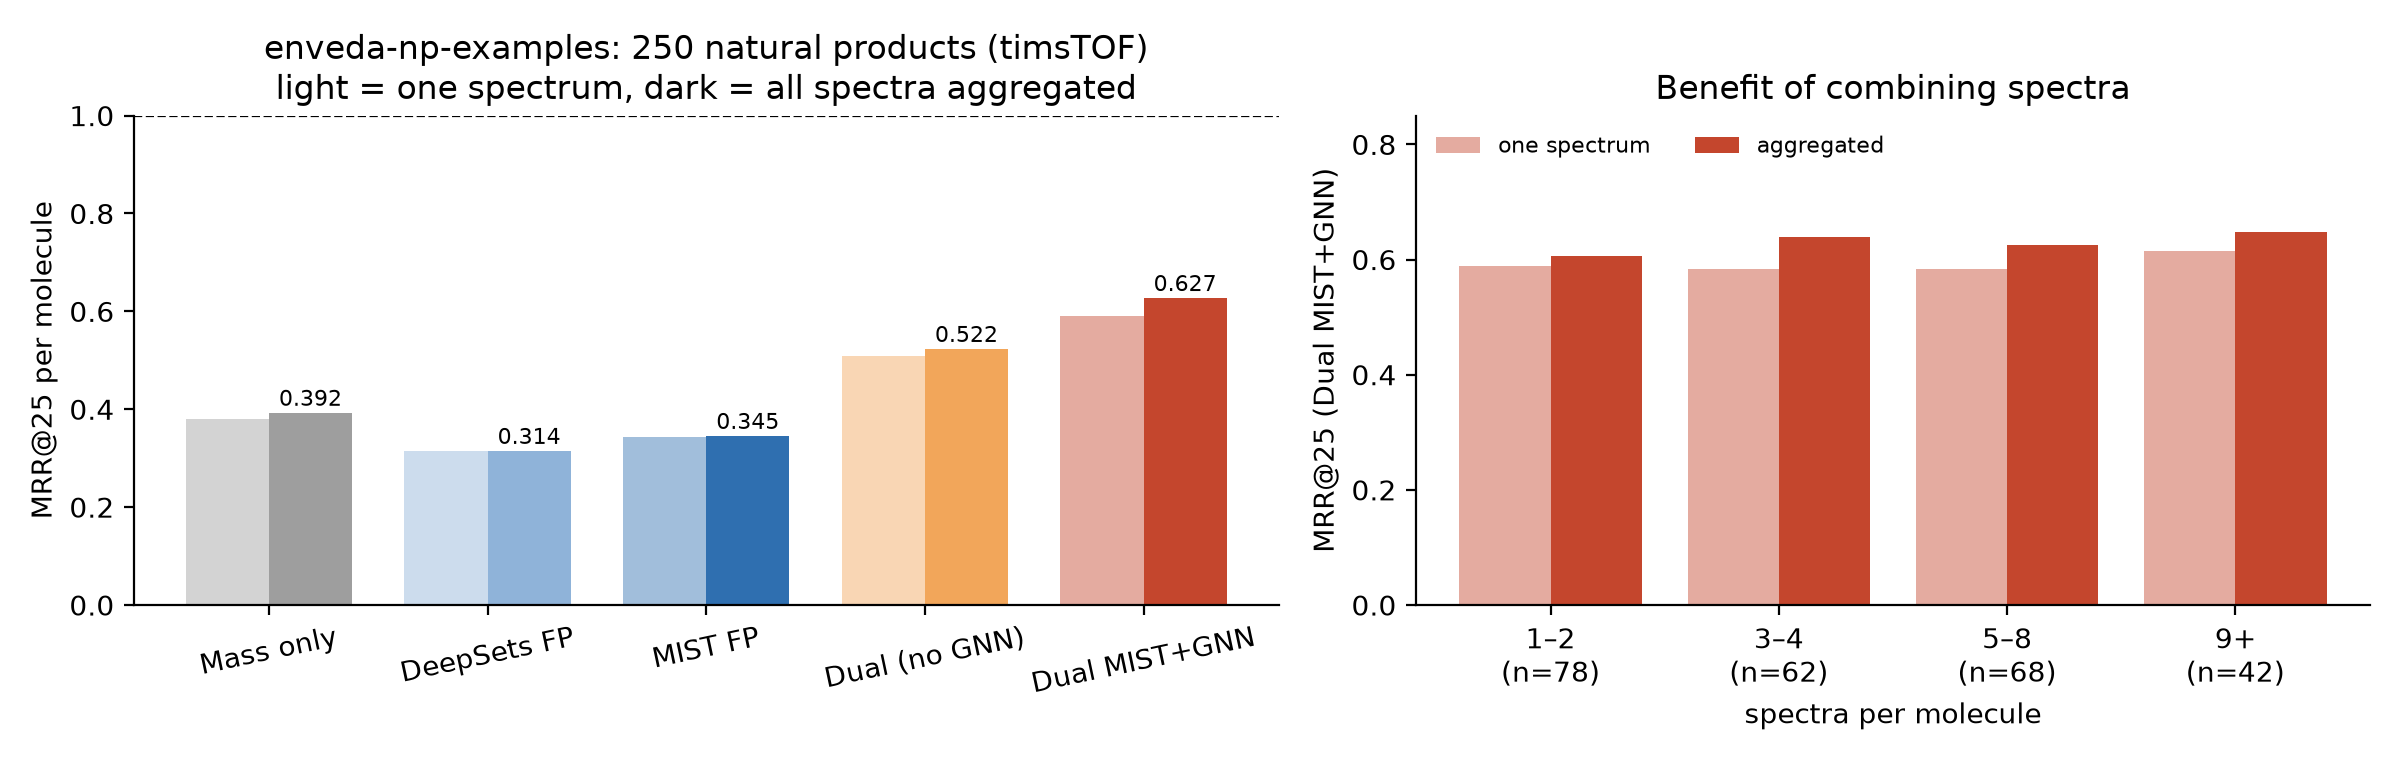 enveda-np-examples: 250 natural products (timsTOF)
light = one spectrum, dark = all spectra aggregated
MRR@25 per molecule
1.0
0.8
0.6
0.4
0.2
0.0
0.392
0.314
0.345
0.522
0.627
Mass only
DeepSets FP
MIST FP
Dual (no GNN)
Dual MIST+GNN
Benefit of combining spectra
one spectrum
aggregated
MRR@25 (Dual MIST+GNN)
0.8
0.6
0.4
0.2
0.0
1–2
(n=78)
3–4
(n=62)
5–8
(n=68)
9+
(n=42)
spectra per molecule